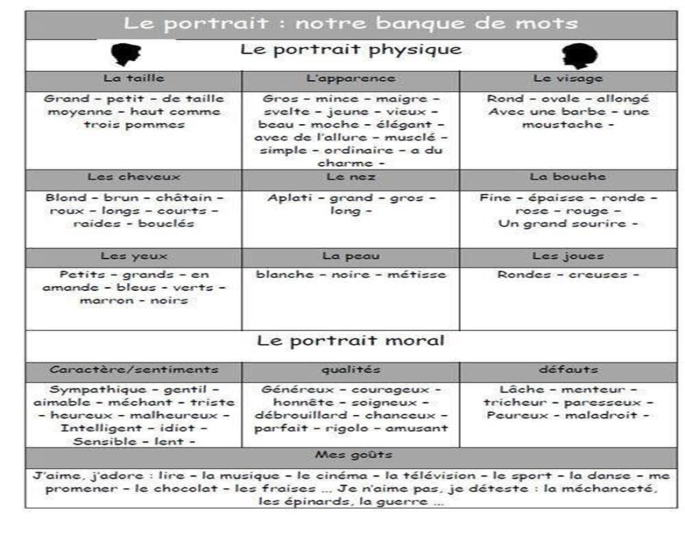 Le portrait : notre banque de mots
Le portrait physique
La taille
L'apparence
Le visage
Grand – petit – de taille
moyenne – haut comme
trois pommes
Gros – mince – maigre –
svelte – jeune – vieux –
beau – moche – élégant –
avec de l'allure – musclé –
simple – ordinaire – a du
charme –
Rond – ovale – allongé
Avec une barbe – une
moustache –
Les cheveux
Le nez
La bouche
Blond – brun – châtain –
roux – longs – courts –
raides – bouclés
Aplati – grand – gros –
long –
Fine – épaisse – ronde –
rose – rouge –
Un grand sourire –
Les yeux
La peau
Les joues
Petits – grands – en
amande – bleus – verts –
marron - noirs
blanche – noire – métisse
Rondes – creuses –
Le portrait moral
Caractère/sentiments
qualités
défauts
Sympathique – gentil –
aimable – méchant – triste
– heureux – malheureux –
Intelligent – idiot –
Sensible – lent –
Généreux – courageux –
honnête – soigneux –
débrouillard – chanceux –
parfait – rigolo – amusant
Lâche – menteur –
tricheur – paresseux –
Peureux – maladroit –
Mes goûts
J'aime, j'adore : lire – la musique – le cinéma – la télévision – le sport – la danse – me
promener – le chocolat – les fraises ... Je n'aime pas, je déteste : la méchanceté,
les épinards, la guerre ...